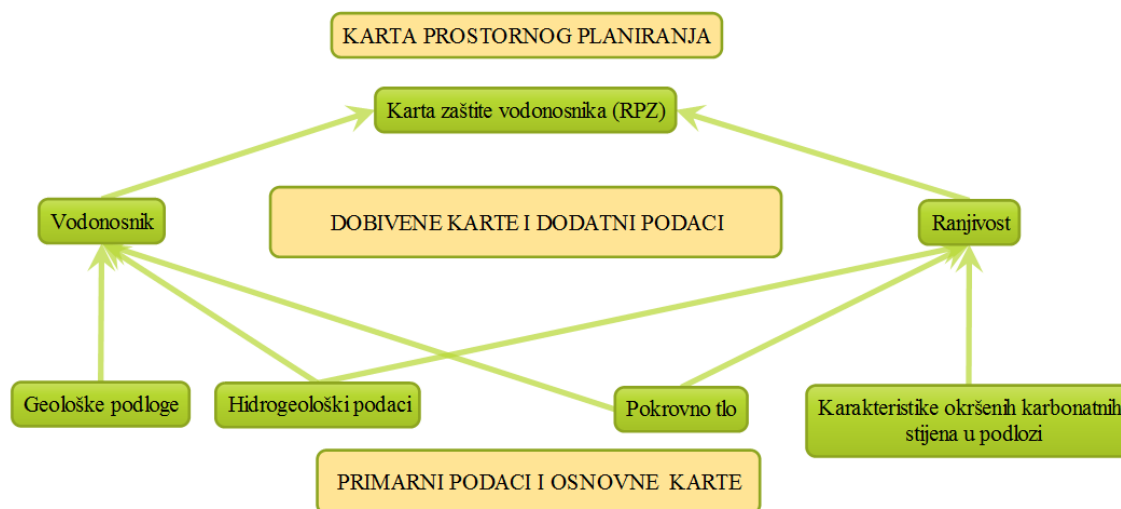 KARTA PROSTORNOG PLANIRANJA
Karta zaštite vodonosnika (RPZ)
Vodonosnik
DOBIVENE KARTE I DODATNI PODACI
Ranjivost
Geološke podloge
Hidrogeološki podaci
Pokrovno tlo
Karakteristike okršenih karbonatnih
stijena u podlozi
PRIMARNI PODACI I OSNOVNE KARTE